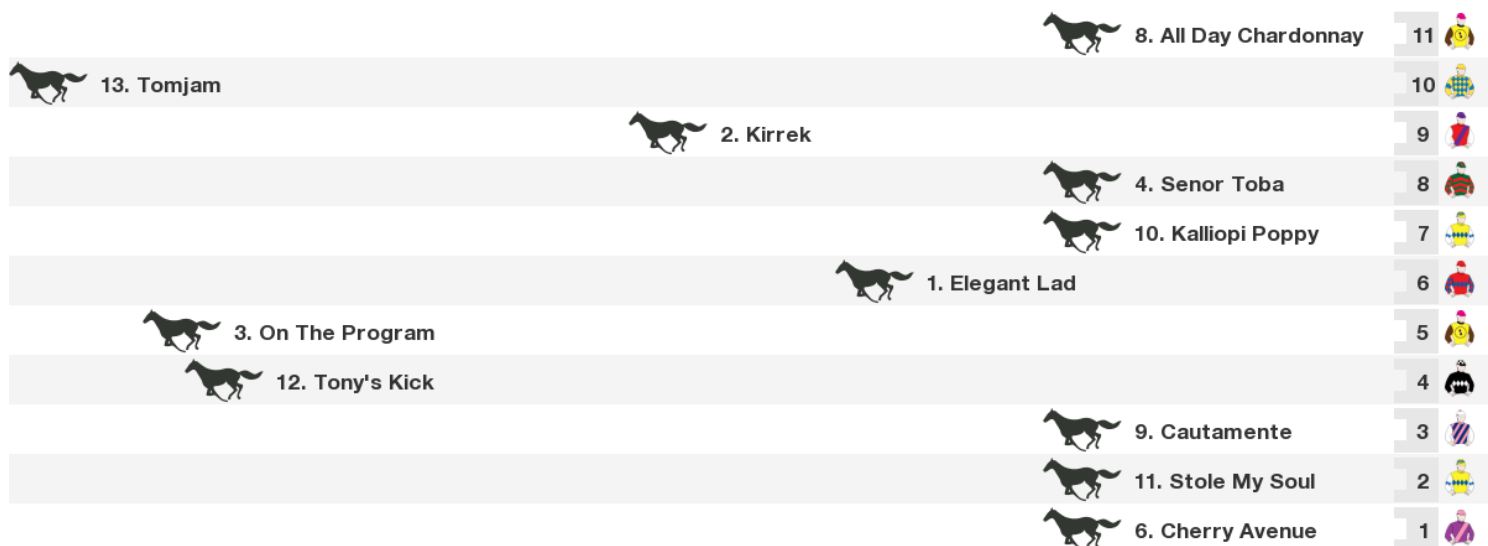 8. All Day Chardonnay 11
13. Tomjam 10
2. Kirrek 9
4. Senor Toba 8
10. Kalliopi Poppy 7
1. Elegant Lad 6
3. On The Program 5
12. Tony's Kick 4
9. Cautamente 3
11. Stole My Soul 2
6. Cherry Avenue 1